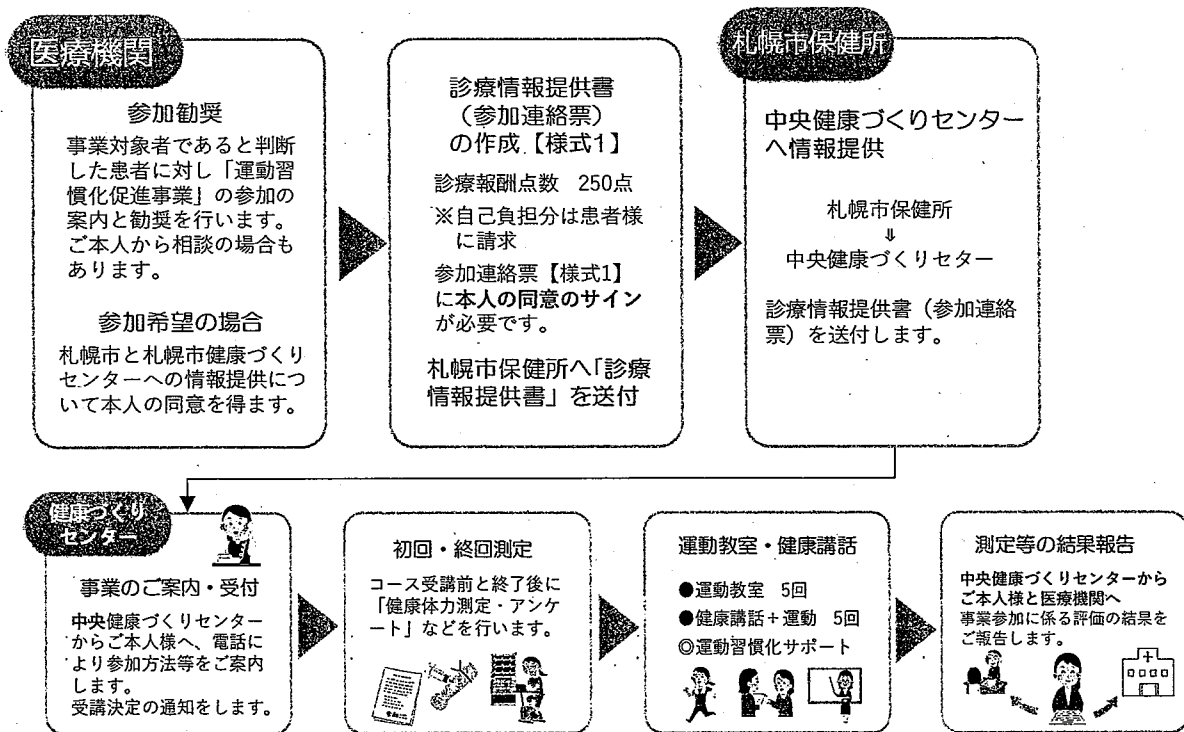 医療機関
参加勧奨
事業対象者であると判断
した患者に対し「運動習
慣化促進事業」の参加の
案内と勧奨を行います。
ご本人から相談の場合も
あります。
参加希望の場合
札幌市と札幌市健康づくり
センターへの情報提供につ
いて本人の同意を得ます。
診療情報提供書
（参加連絡票）
の作成【様式1】
診療報酬点数　250点
※自己負担分は患者様
に請求
参加連絡票【様式1】
に本人の同意のサイン
が必要です。
札幌市保健所へ「診療
情報提供書」を送付
札幌市保健所
中央健康づくりセンター
へ情報提供
札幌市保健所
⇓
中央健康づくりセター
診療情報提供書（参加連絡
票）を送付します。
健康づくり
センター
事業のご案内・受付
中央健康づくりセンター
からご本人様へ、電話に
より参加方法等をご案内
します。
受講決定の通知をします。
初回・終回測定
コース受講前と終了後に
「健康体力測定・アンケ
ート」などを行います。
運動教室・健康講話
●運動教室　5回
●健康講話＋運動　5回
◎運動習慣化サポート
測定等の結果報告
中央健康づくりセンターから
ご本人様と医療機関へ
事業参加に係る評価の結果を
ご報告します。